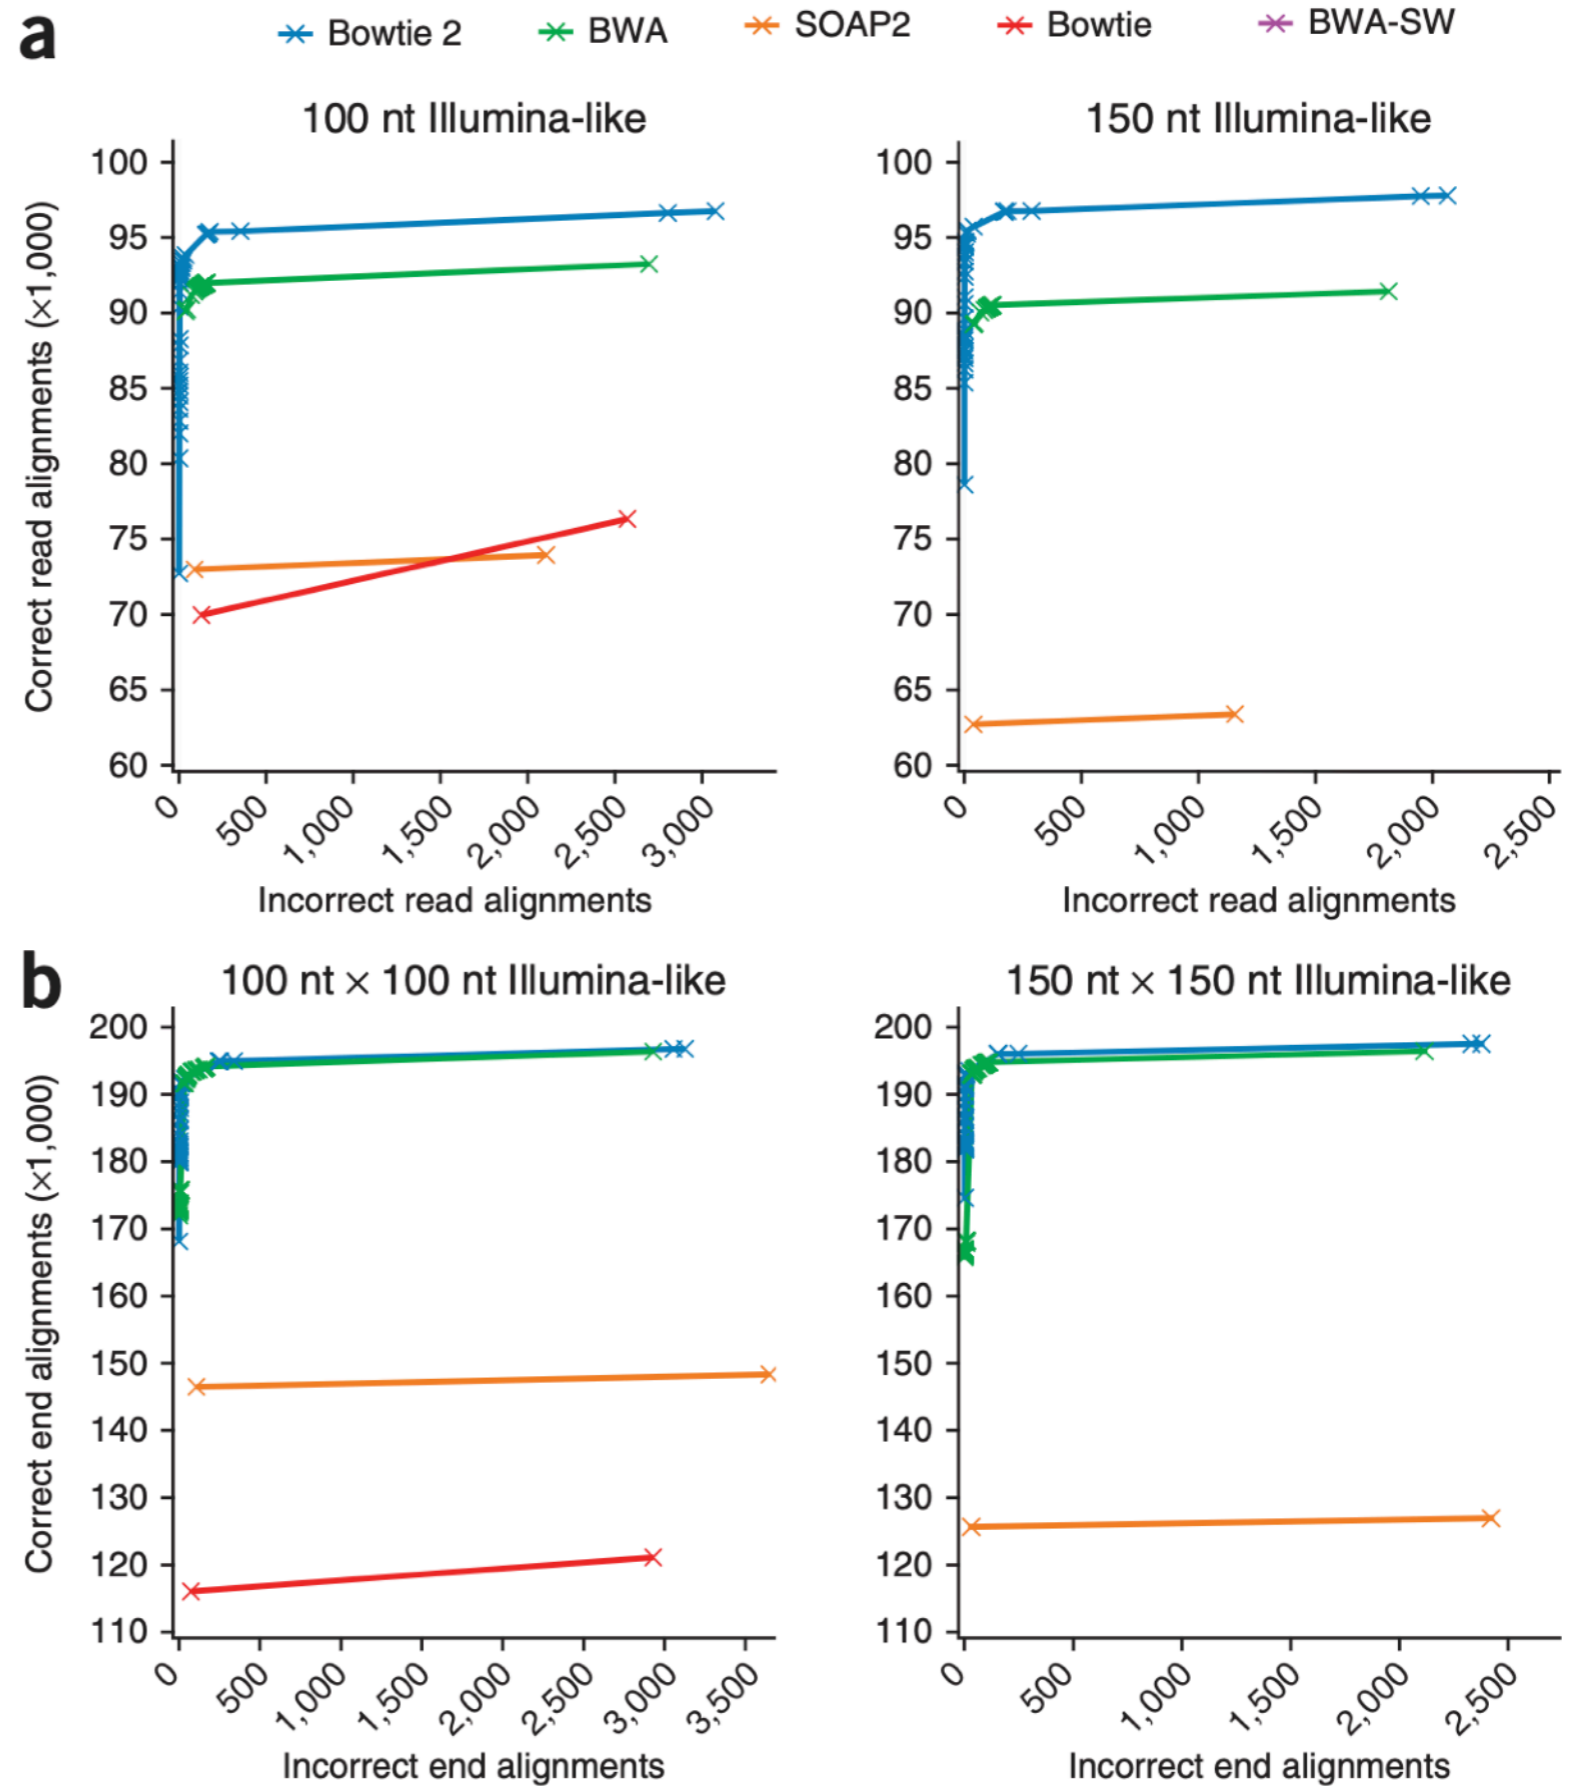 a
Bowtie 2 BWA SOAP2 Bowtie BWA-SW
100 nt Illumina-like
100
95
90
85
80
75
70
65
60
Correct read alignments (×1,000)
0 500 1,000 1,500 2,000 2,500 3,000
Incorrect read alignments
150 nt Illumina-like
100
95
90
85
80
75
70
65
60
0 500 1,000 1,500 2,000 2,500
Incorrect read alignments
b
100 nt × 100 nt Illumina-like
200
190
180
170
160
150
140
130
120
110
Correct end alignments (×1,000)
0 500 1,000 1,500 2,000 2,500 3,000 3,500
Incorrect end alignments
150 nt × 150 nt Illumina-like
200
190
180
170
160
150
140
130
120
110
0 500 1,000 1,500 2,000 2,500
Incorrect end alignments